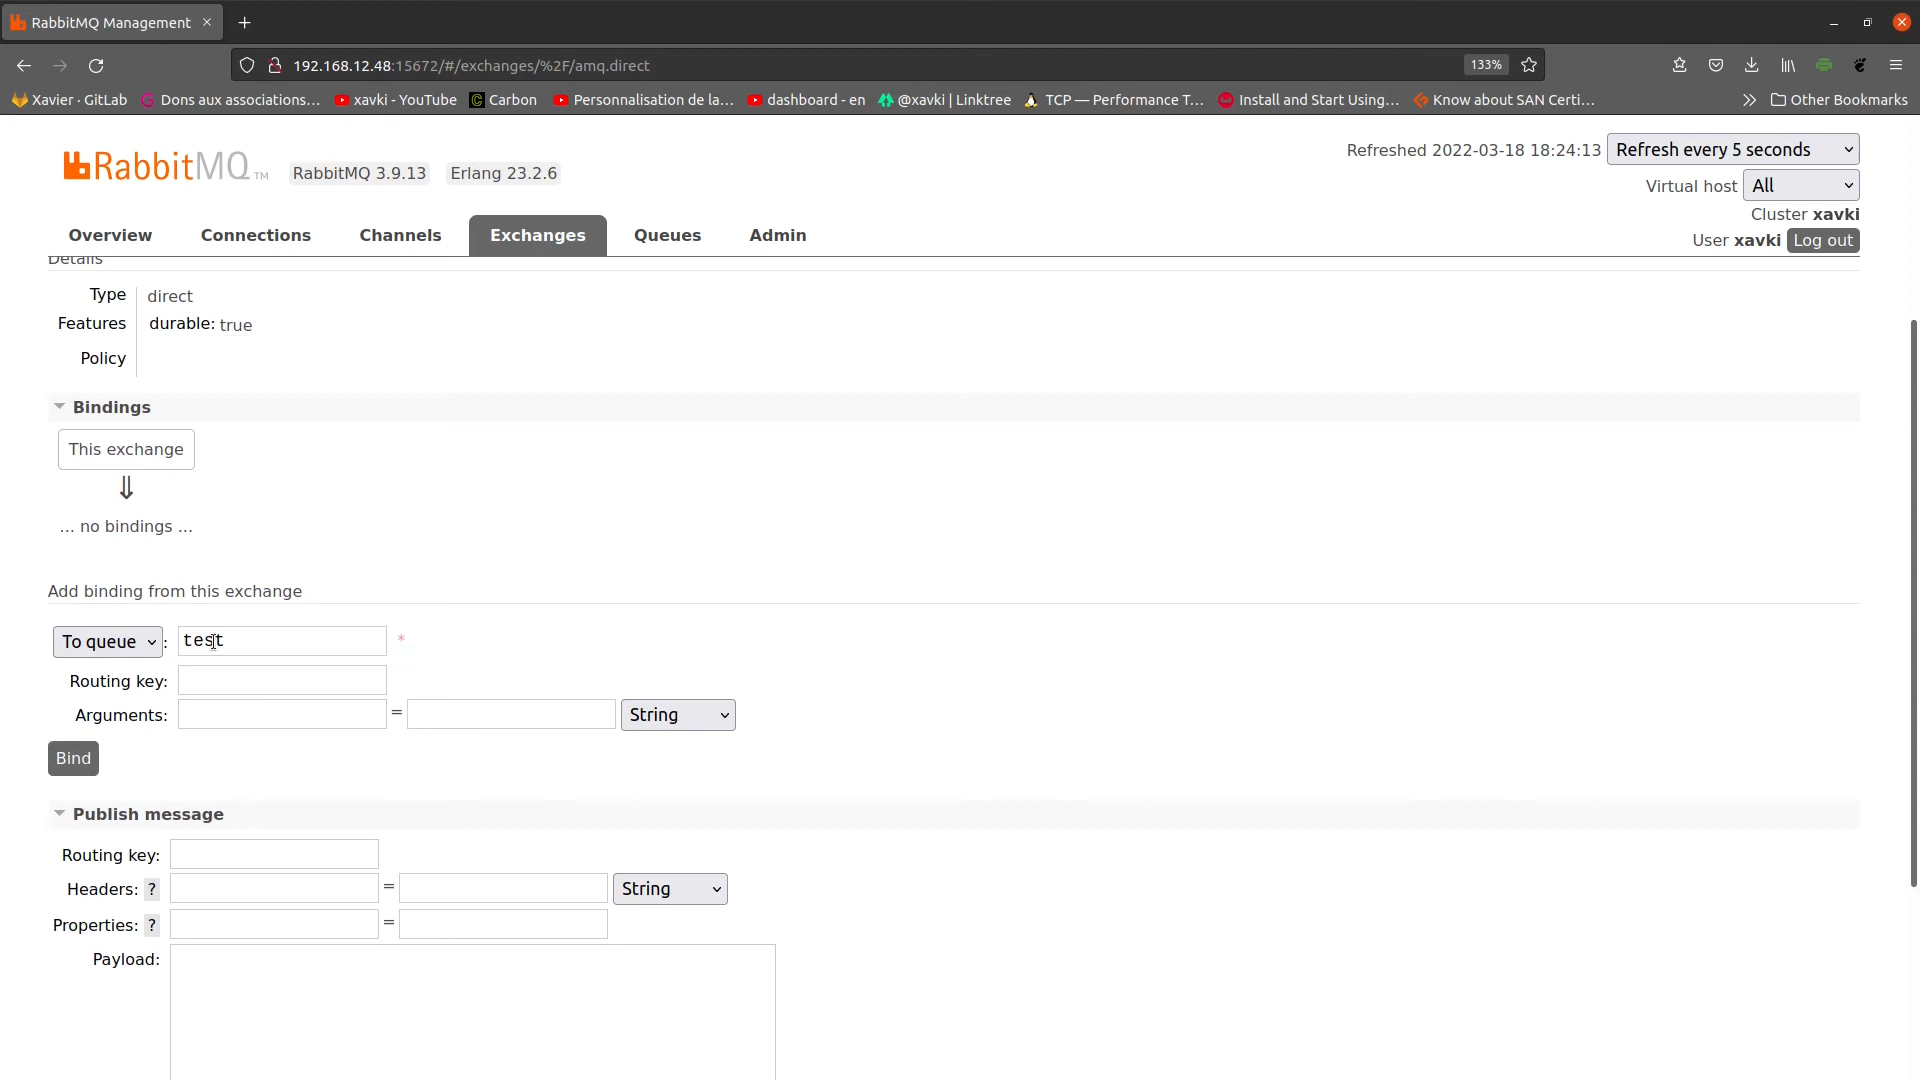 RabbitMQ Management
192.168.12.48:15672/#/exchanges/%2F/amq.direct
133%
Xavier · GitLab
Dons aux associations...
xavki - YouTube
Carbon
Personnalisation de la...
dashboard - en
@xavki | Linktree
TCP — Performance T...
Install and Start Using...
Know about SAN Certi...
Other Bookmarks
RabbitMQ TM
RabbitMQ 3.9.13
Erlang 23.2.6
Refreshed 2022-03-18 18:24:13
Refresh every 5 seconds
Virtual host All
Cluster xavki
User xavki Log out
Overview
Connections
Channels
Exchanges
Queues
Admin
Details
Type direct
Features durable: true
Policy
Bindings
This exchange
⇓
... no bindings ...
Add binding from this exchange
To queue : test *
Routing key:
Arguments: = String
Bind
Publish message
Routing key:
Headers: ? = String
Properties: ? =
Payload: